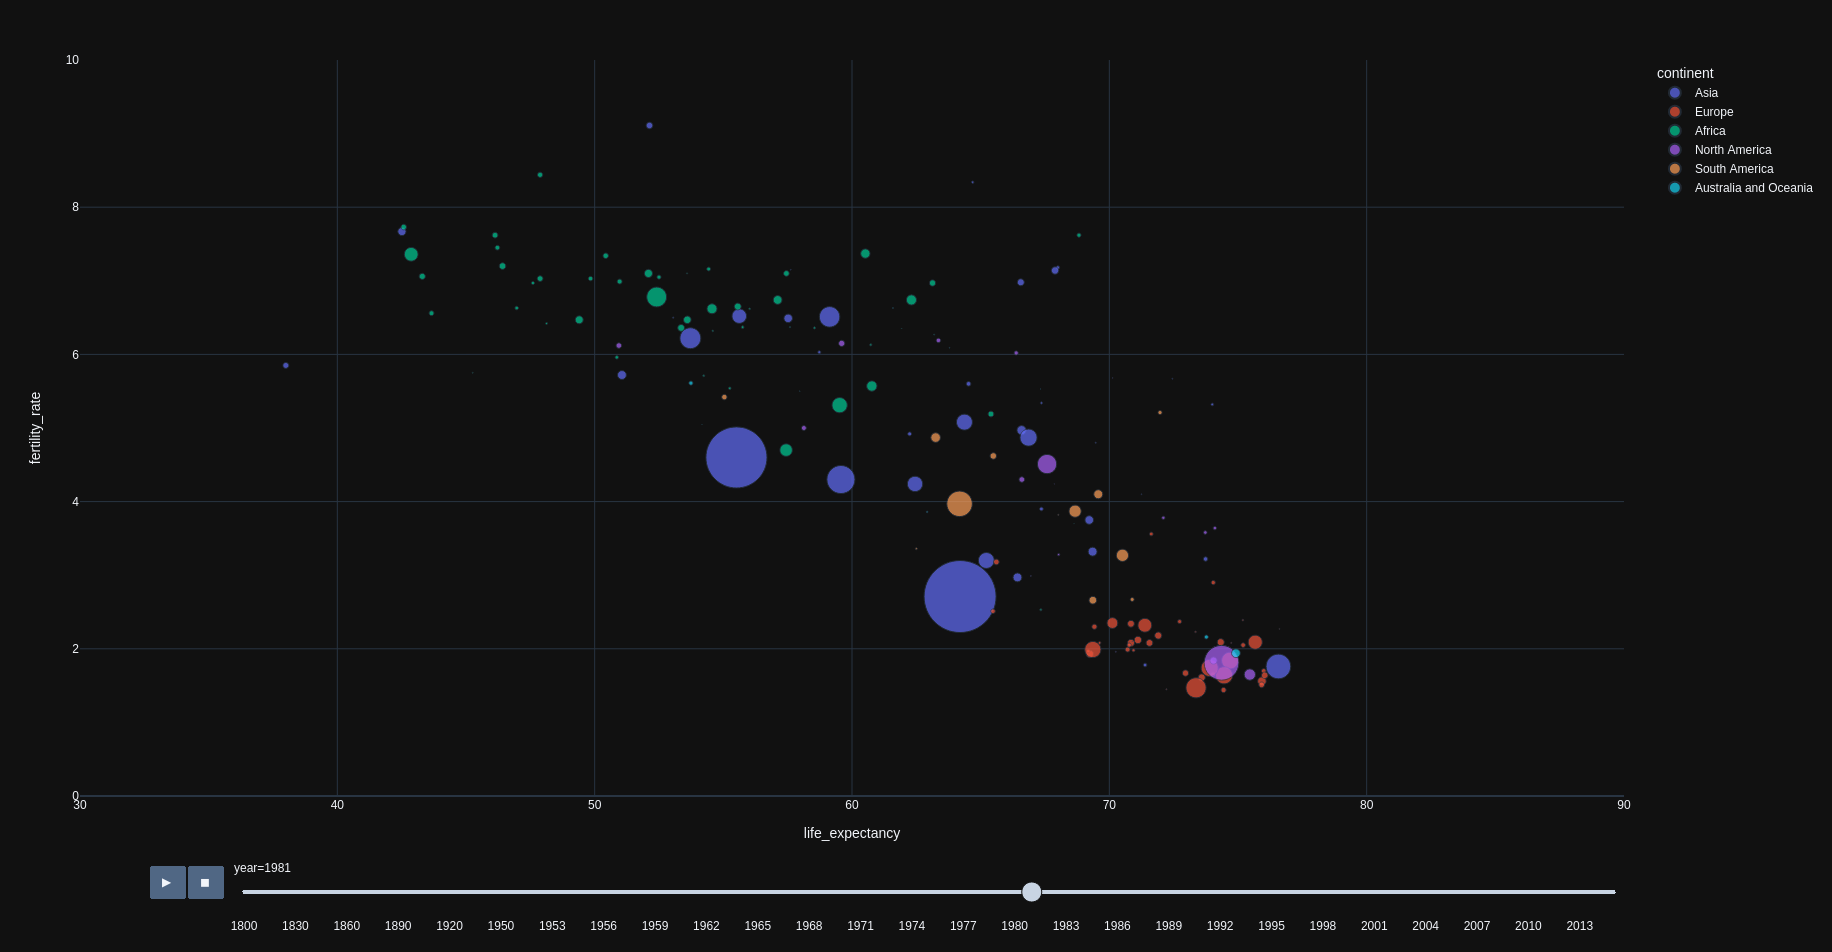 continent
Asia
Europe
Africa
North America
South America
Australia and Oceania
fertility_rate
10
8
6
4
2
0
30 40 50 60 70 80 90
life_expectancy
▶ ■ year=1981
1800 1830 1860 1890 1920 1950 1953 1956 1959 1962 1965 1968 1971 1974 1977 1980 1983 1986 1989 1992 1995 1998 2001 2004 2007 2010 2013